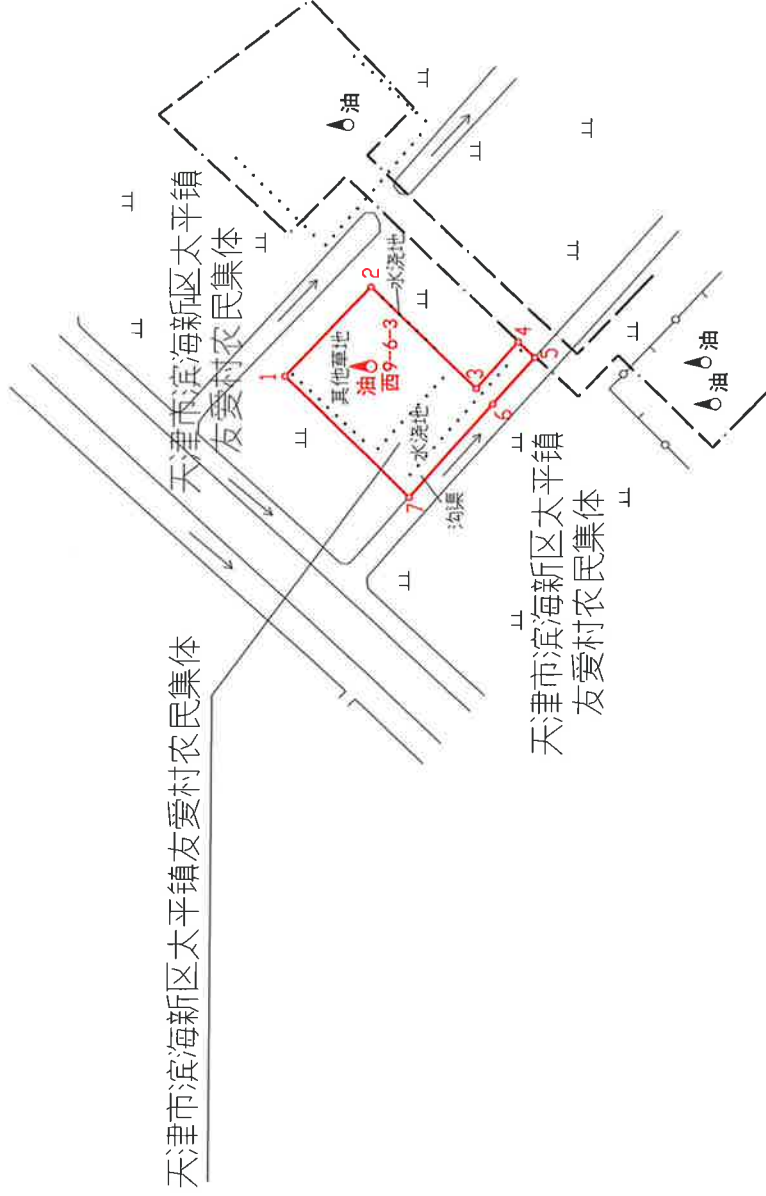 天津市滨海新区太平镇友爱村农民集体
天津市滨海新区太平镇
友爱村农民集体
油
1
2
水浇地
其他草地
油
西9-6-3
3
4
5
6
7
水浇地
沟渠
天津市滨海新区太平镇
友爱村农民集体
油
油